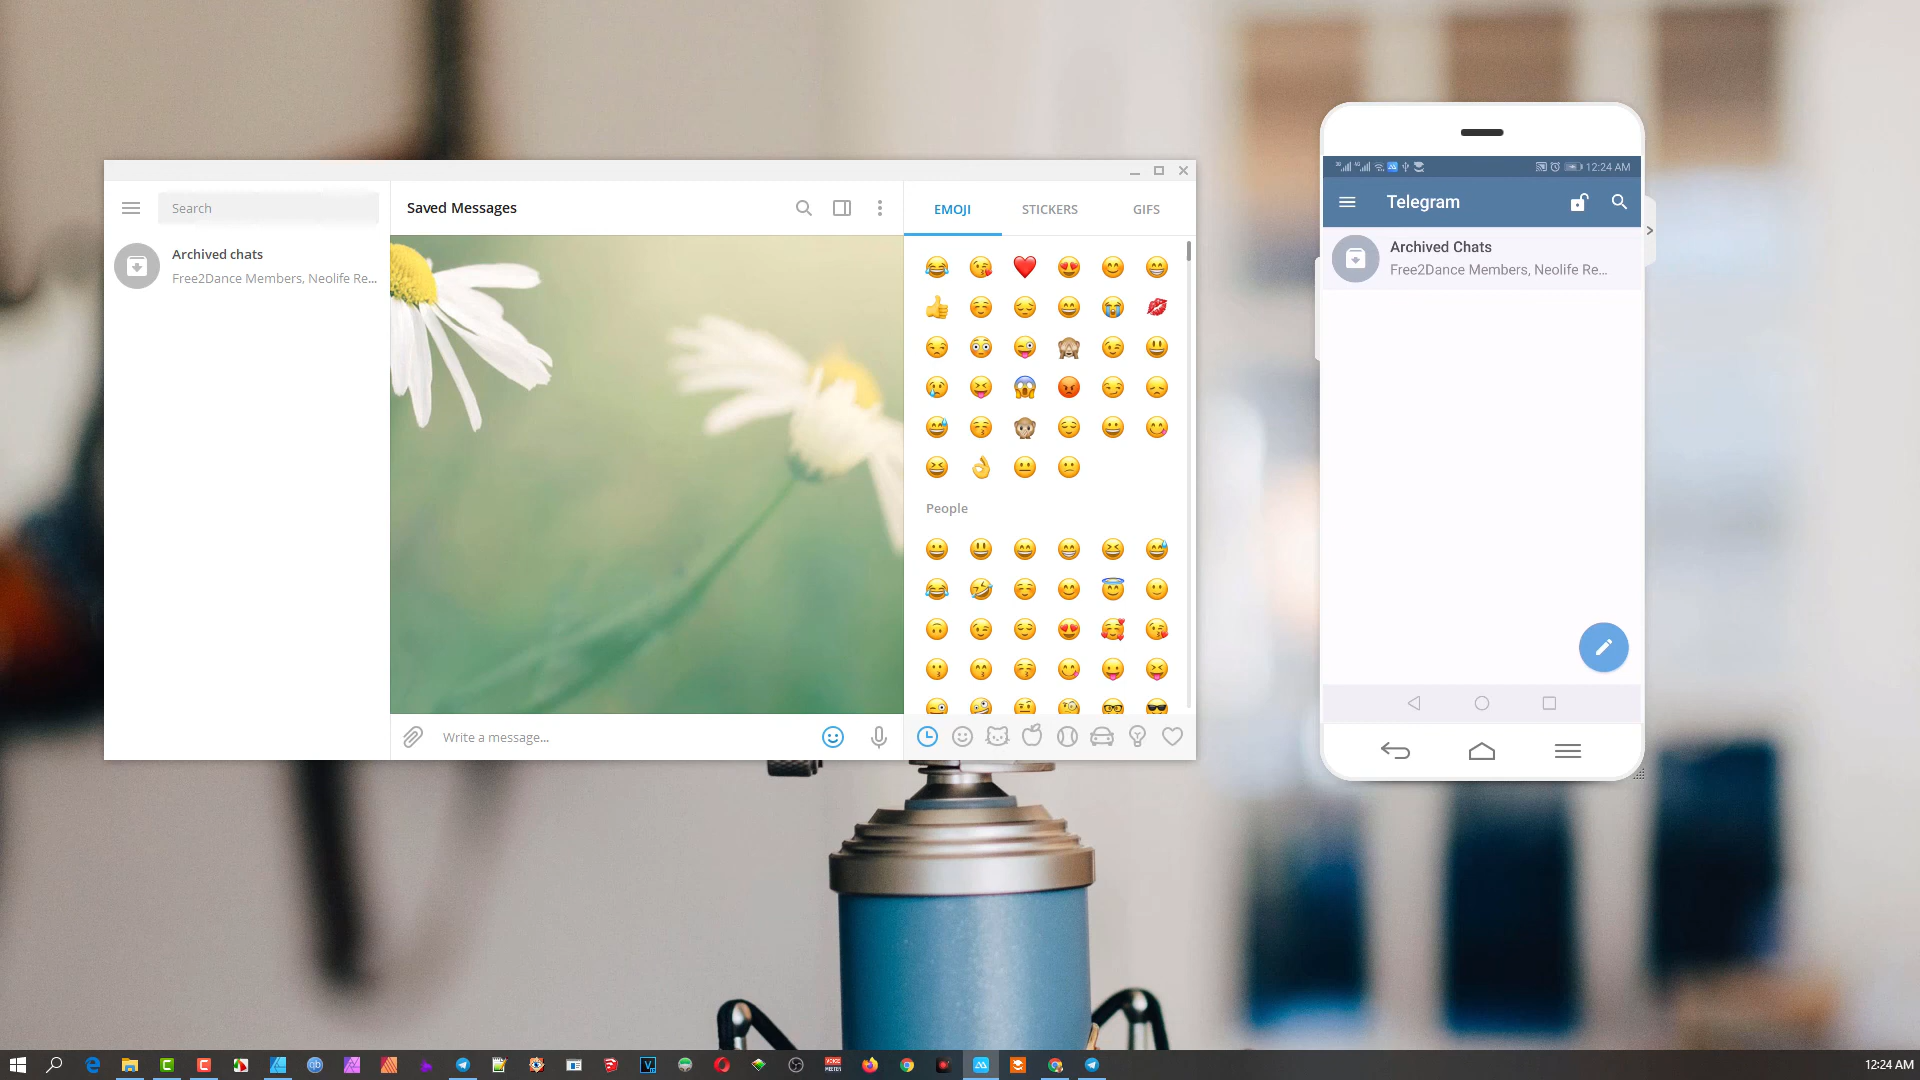 Search
Archived chats
Free2Dance Members, Neolife Re...
Saved Messages
Write a message...
EMOJI STICKERS GIFS
People
12:24 AM
Telegram
Archived Chats
Free2Dance Members, Neolife Re...
12:24 AM